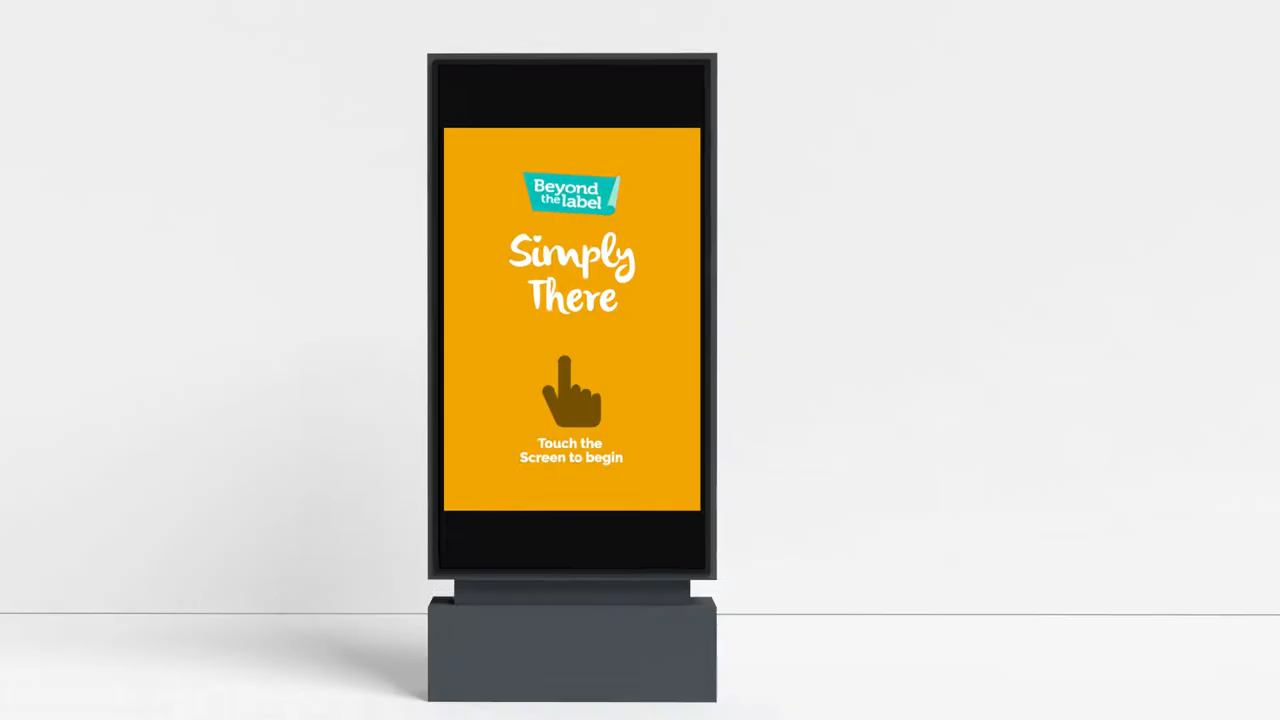 Beyond
the label
Simply
There
Touch the
Screen to begin